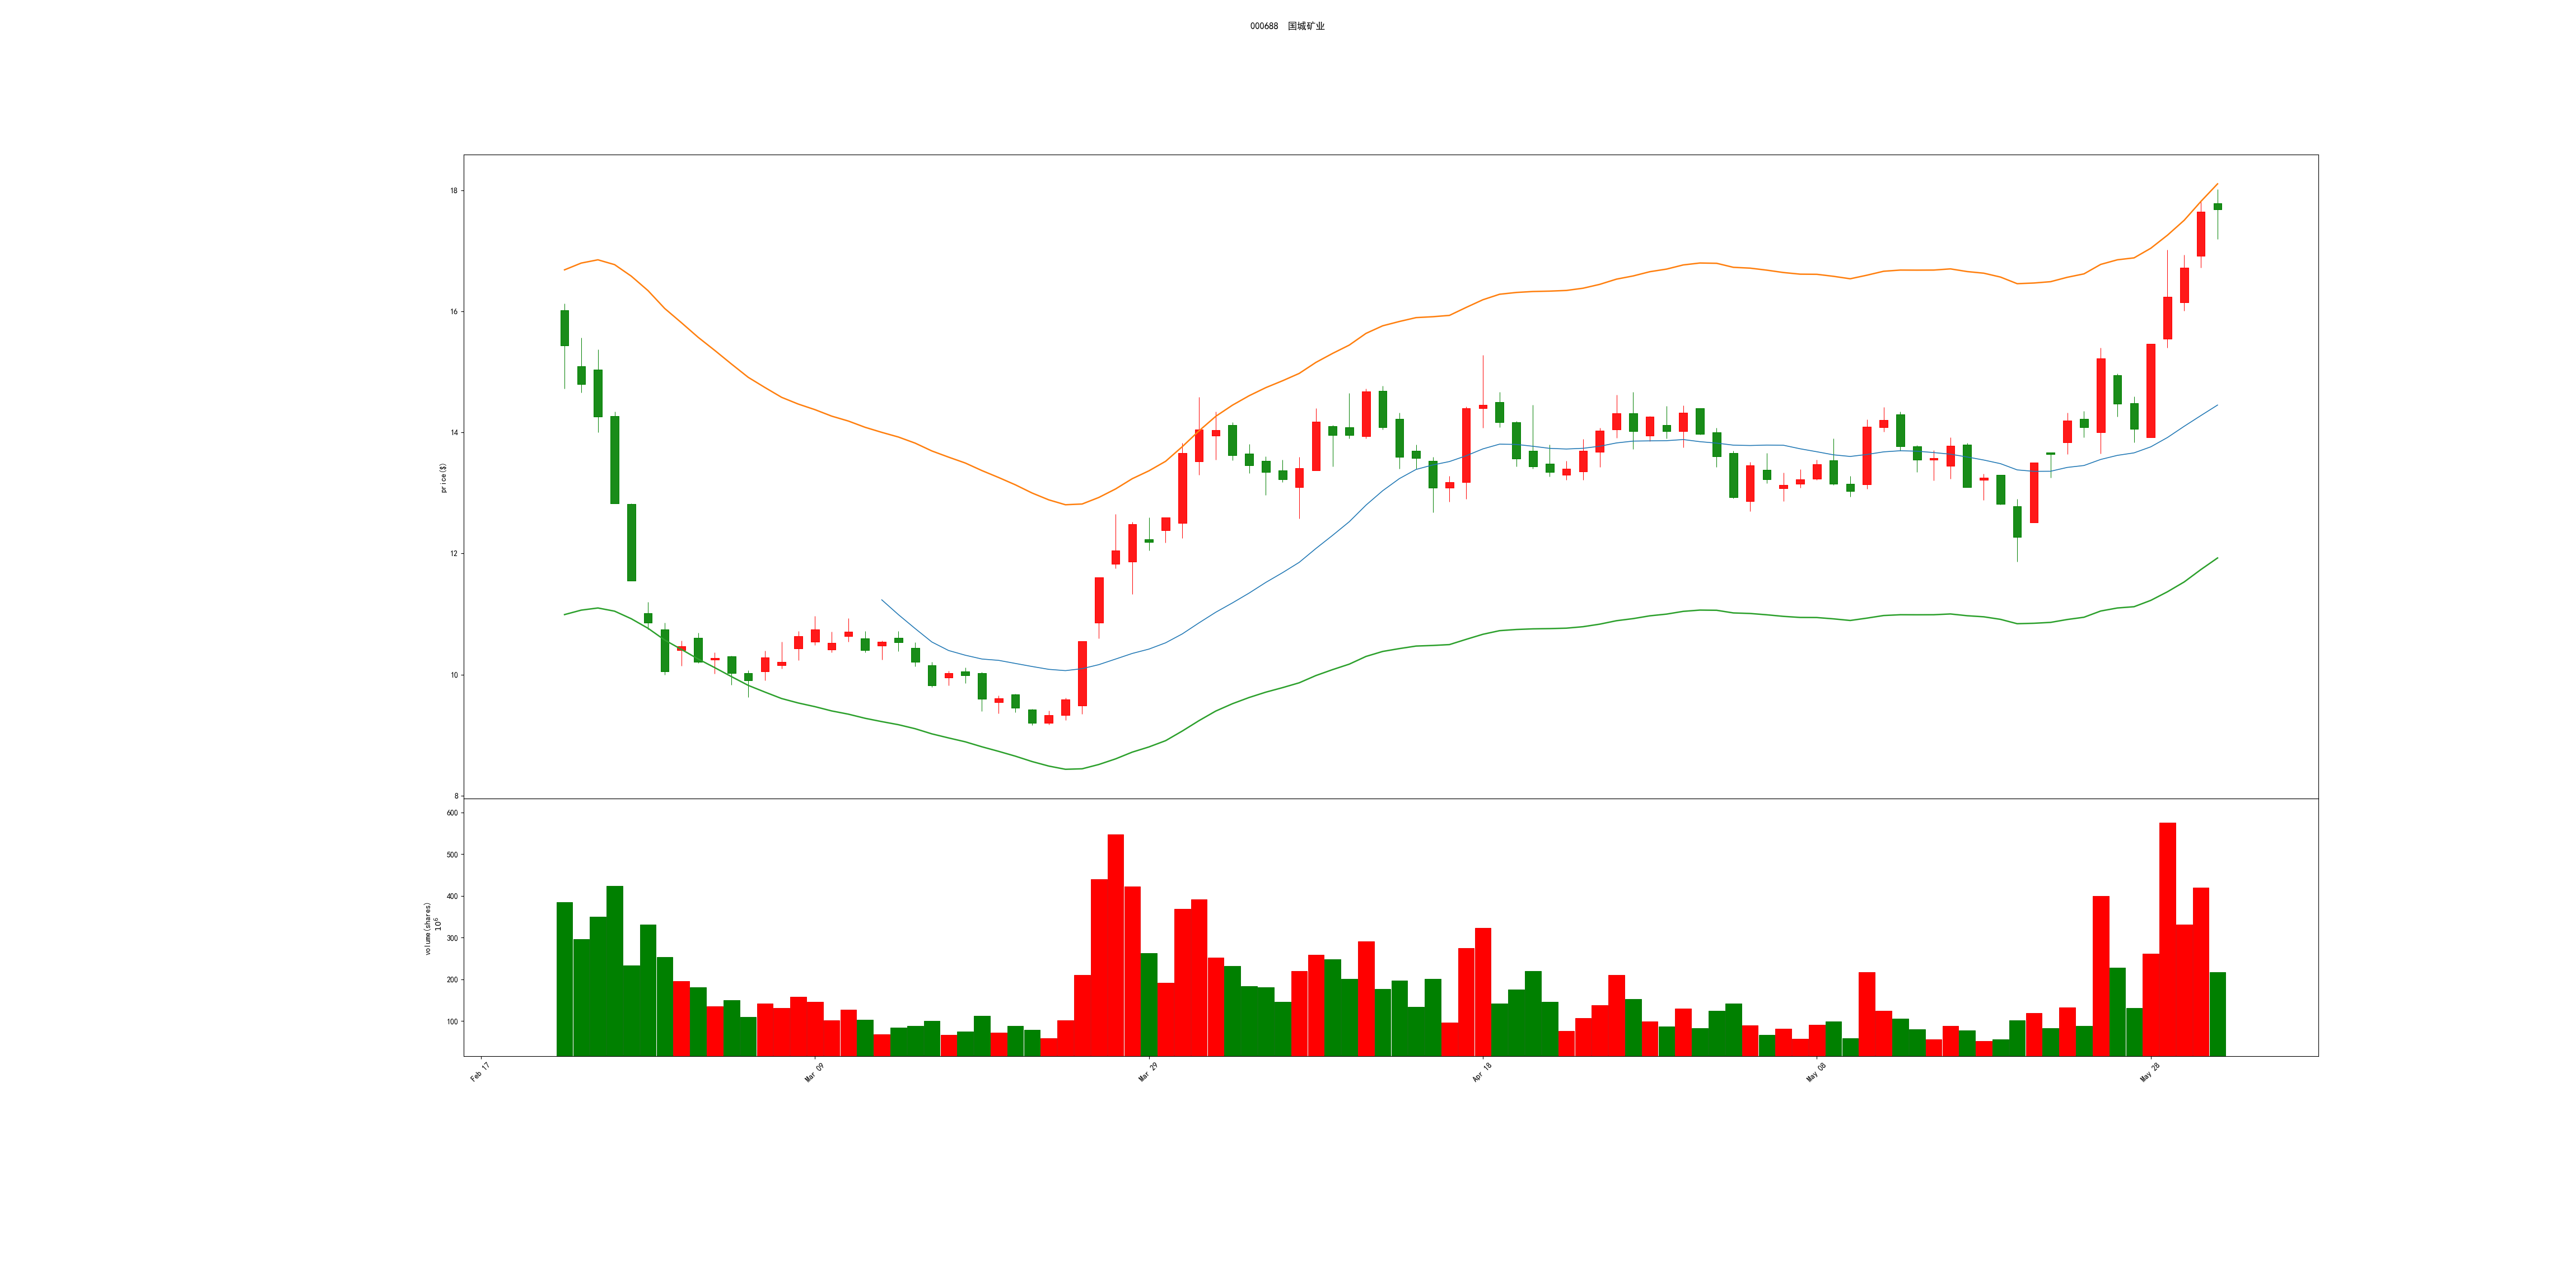 000688 国城矿业
18
16
14
12
10
8
price($)
600
500
400
300
200
100
volume(shares)
10^6
Feb 17
Mar 09
Mar 29
Apr 18
May 08
May 28